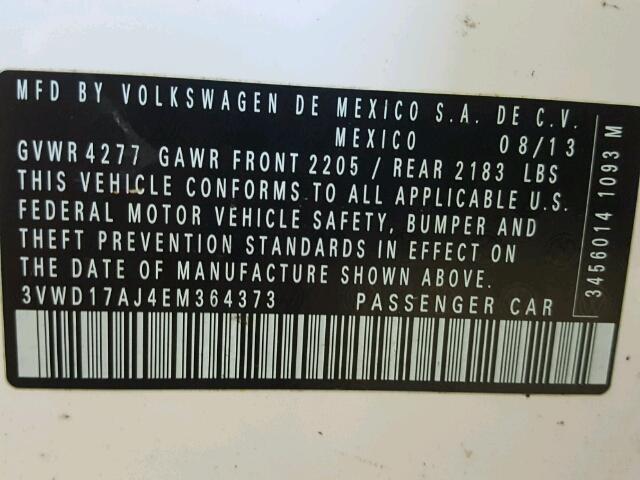 MFD BY VOLKSWAGEN DE MEXICO S.A. DE C.V.
MEXICO 08/13
GVWR 4277 GAWR FRONT 2205 / REAR 2183 LBS
THIS VEHICLE CONFORMS TO ALL APPLICABLE U.S.
FEDERAL MOTOR VEHICLE SAFETY, BUMPER AND
THEFT PREVENTION STANDARDS IN EFFECT ON
THE DATE OF MANUFACTURE SHOWN ABOVE.
3VWD17AJ4EM364373 PASSENGER CAR
3456014 1093 M